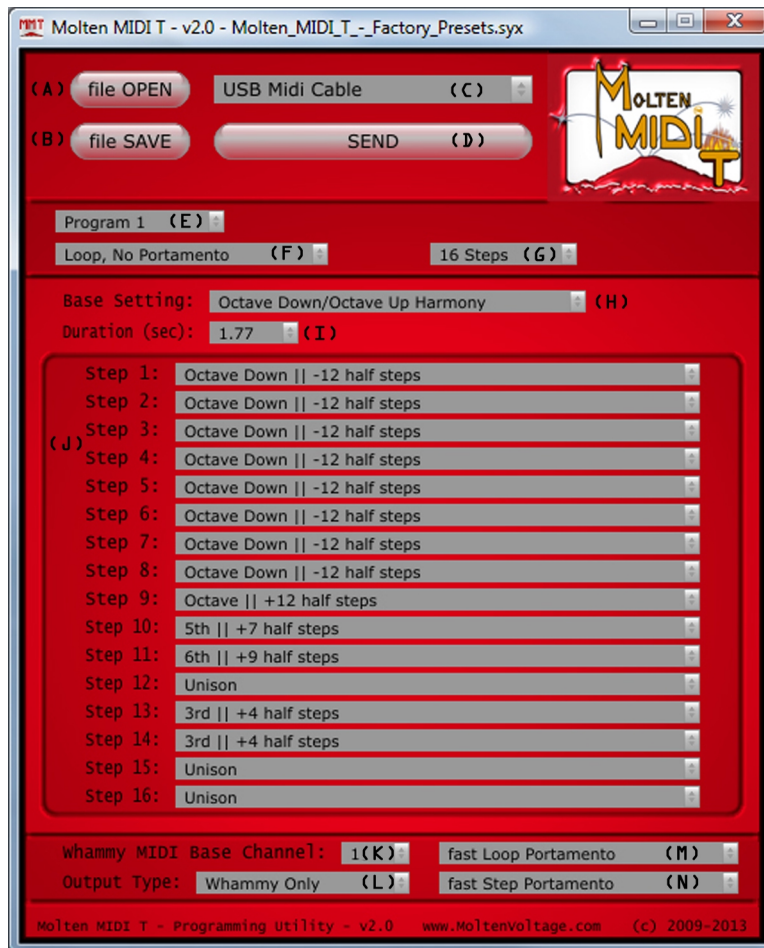 MMT Molten MIDI T - v2.0 - Molten_MIDI_T_-_Factory_Presets.syx
(A) file OPEN USB Midi Cable (C)
(B) file SAVE SEND (D)
MOLTEN
MIDI
T
Program 1 (E)
Loop, No Portamento (F) 16 Steps (G)
Base Setting: Octave Down/Octave Up Harmony (H)
Duration (sec): 1.77 (I)
(J)
Step 1: Octave Down || -12 half steps
Step 2: Octave Down || -12 half steps
Step 3: Octave Down || -12 half steps
Step 4: Octave Down || -12 half steps
Step 5: Octave Down || -12 half steps
Step 6: Octave Down || -12 half steps
Step 7: Octave Down || -12 half steps
Step 8: Octave Down || -12 half steps
Step 9: Octave || +12 half steps
Step 10: 5th || +7 half steps
Step 11: 6th || +9 half steps
Step 12: Unison
Step 13: 3rd || +4 half steps
Step 14: 3rd || +4 half steps
Step 15: Unison
Step 16: Unison
Whammy MIDI Base Channel: 1(K) fast Loop Portamento (M)
Output Type: Whammy Only (L) fast Step Portamento (N)
Molten MIDI T - Programming Utility - v2.0 www.MoltenVoltage.com (c) 2009-2013